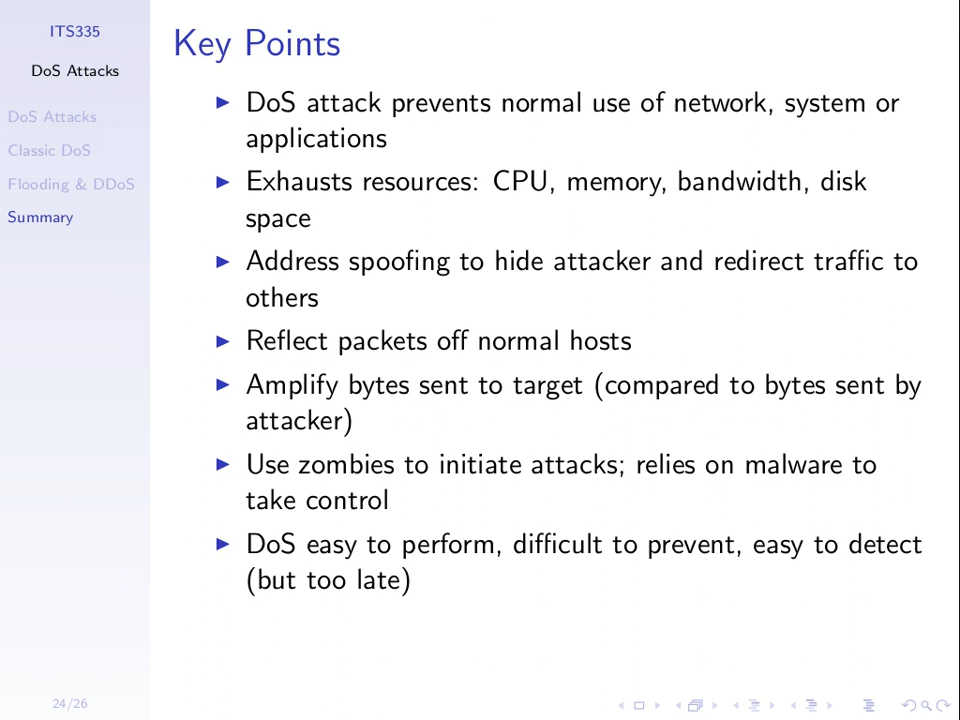 ITS335
DoS Attacks
DoS Attacks
Classic DoS
Flooding & DDoS
Summary
Key Points
DoS attack prevents normal use of network, system or
applications
Exhausts resources: CPU, memory, bandwidth, disk
space
Address spoofing to hide attacker and redirect traffic to
others
Reflect packets off normal hosts
Amplify bytes sent to target (compared to bytes sent by
attacker)
Use zombies to initiate attacks; relies on malware to
take control
DoS easy to perform, difficult to prevent, easy to detect
(but too late)
24/26